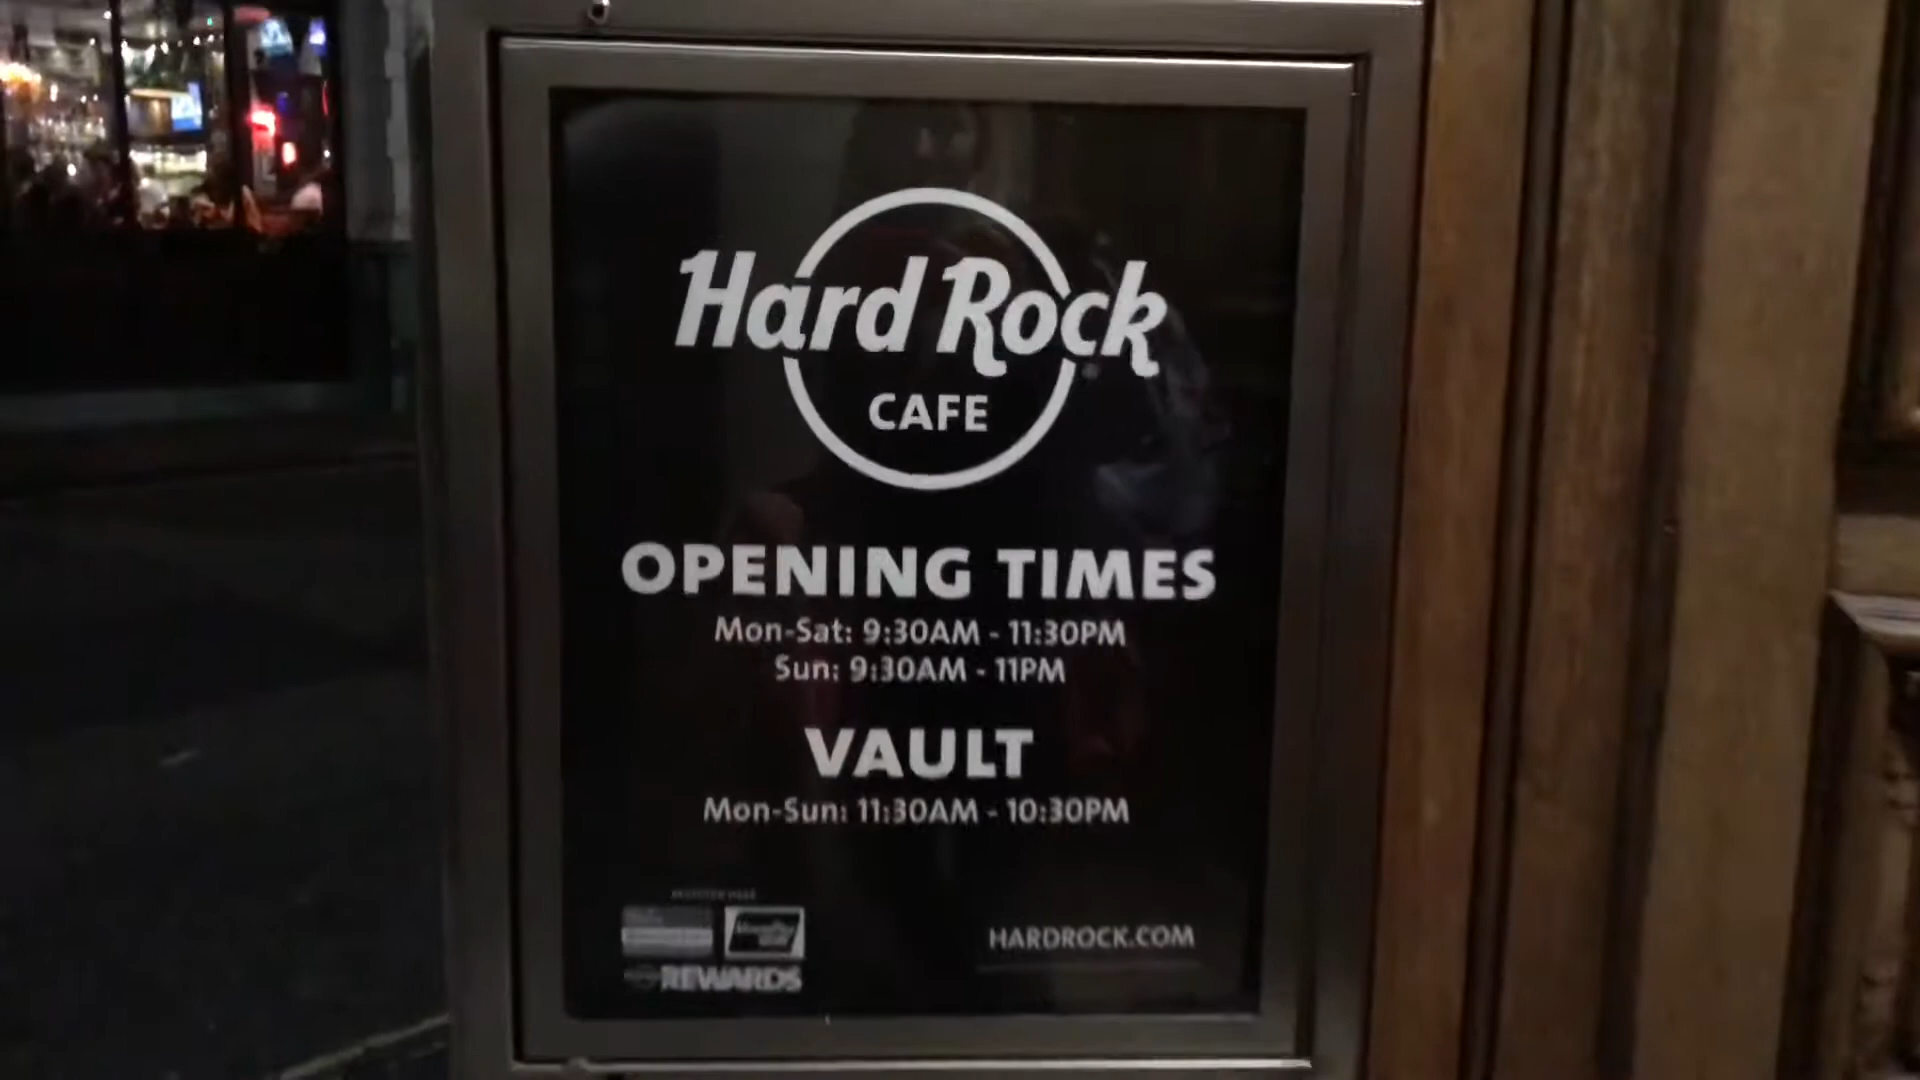 Hard Rock
CAFE
OPENING TIMES
Mon-Sat: 9:30AM - 11:30PM
Sun: 9:30AM - 11PM
VAULT
Mon-Sun: 11:30AM - 10:30PM
HARDROCK.COM
REWARDS